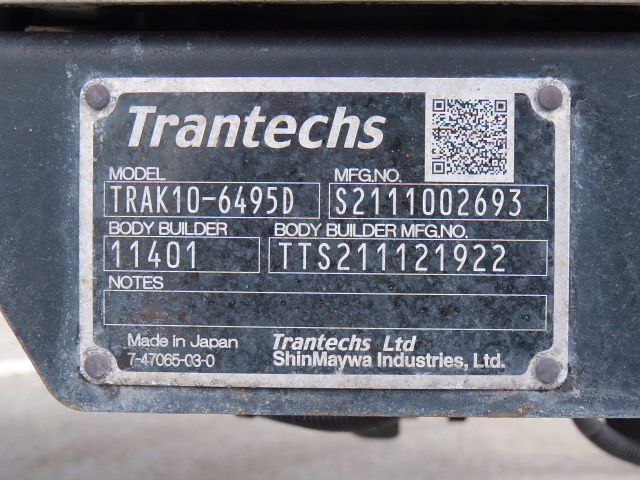 Trantechs
MODEL MFG.NO.
TRAK10-6495D S2111002693
BODY BUILDER BODY BUILDER MFG.NO.
11401 TTS211121922
NOTES
Made in Japan Trantechs Ltd
7-47065-03-0 ShinMaywa Industries, Ltd.